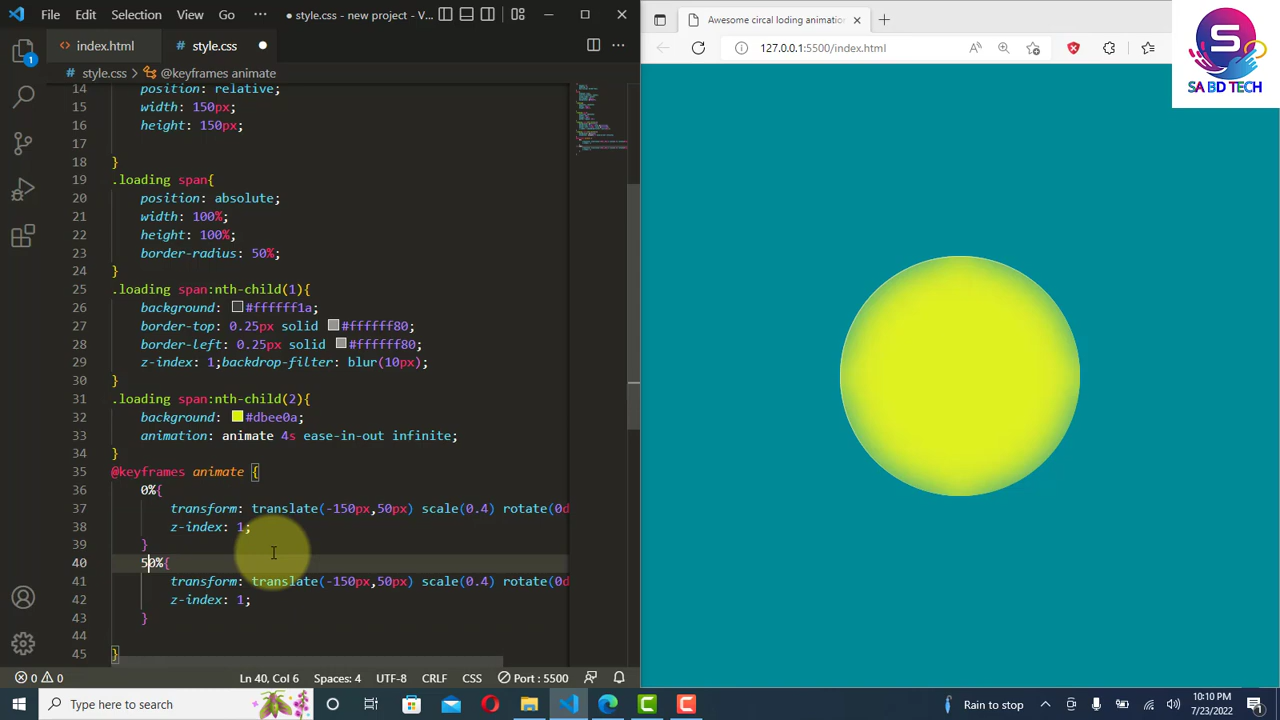 File Edit Selection View Go ··· ● style.css - new project - V...
index.html style.css ●
style.css > @keyframes animate
14 position: relative;
15 width: 150px;
16 height: 150px;
17
18 }
19 .loading span{
20 position: absolute;
21 width: 100%;
22 height: 100%;
23 border-radius: 50%;
24 }
25 .loading span:nth-child(1){
26 background: #ffffff1a;
27 border-top: 0.25px solid #ffffff80;
28 border-left: 0.25px solid #ffffff80;
29 z-index: 1;backdrop-filter: blur(10px);
30 }
31 .loading span:nth-child(2){
32 background: #dbee0a;
33 animation: animate 4s ease-in-out infinite;
34 }
35 @keyframes animate {
36 0%{
37 transform: translate(-150px,50px) scale(0.4) rotate(0d
38 z-index: 1;
39 }
40 50%{
41 transform: translate(-150px,50px) scale(0.4) rotate(0d
42 z-index: 1;
43 }
44
45 }
1
0 0 Ln 40, Col 6 Spaces: 4 UTF-8 CRLF CSS Port : 5500
Awesome circal loding animation
127.0.0.1:5500/index.html
A
S
SA BD TECH
Type here to search
Rain to stop
10:10 PM
7/23/2022
1